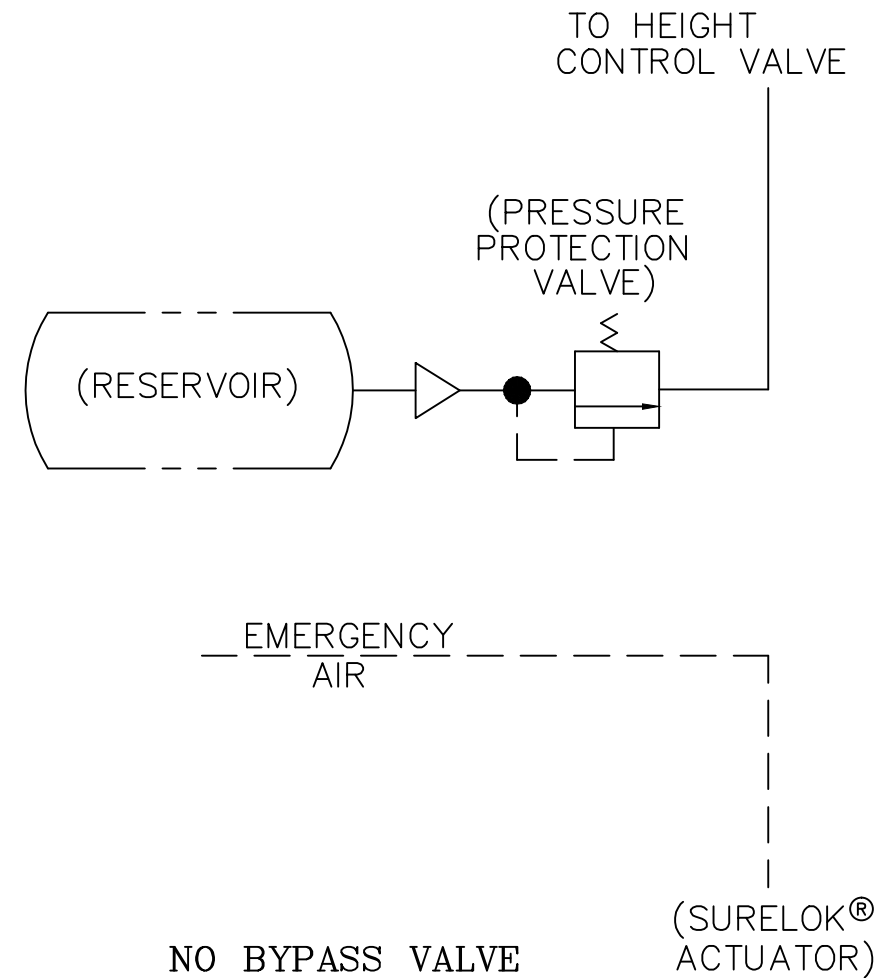 TO HEIGHT
CONTROL VALVE
(PRESSURE
PROTECTION
VALVE)
(RESERVOIR)
EMERGENCY
AIR
(SURELOK®
ACTUATOR)
NO BYPASS VALVE